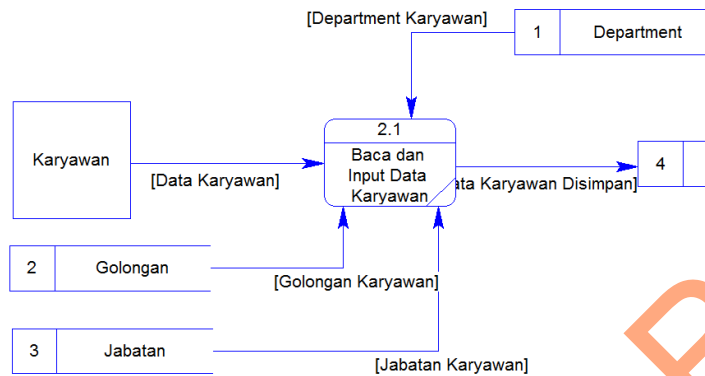 [Department Karyawan]
1 Department
2.1
Baca dan
Input Data
Karyawan
Karyawan
[Data Karyawan]
ata Karyawan Disimpan]
4
2 Golongan
[Golongan Karyawan]
3 Jabatan
[Jabatan Karyawan]